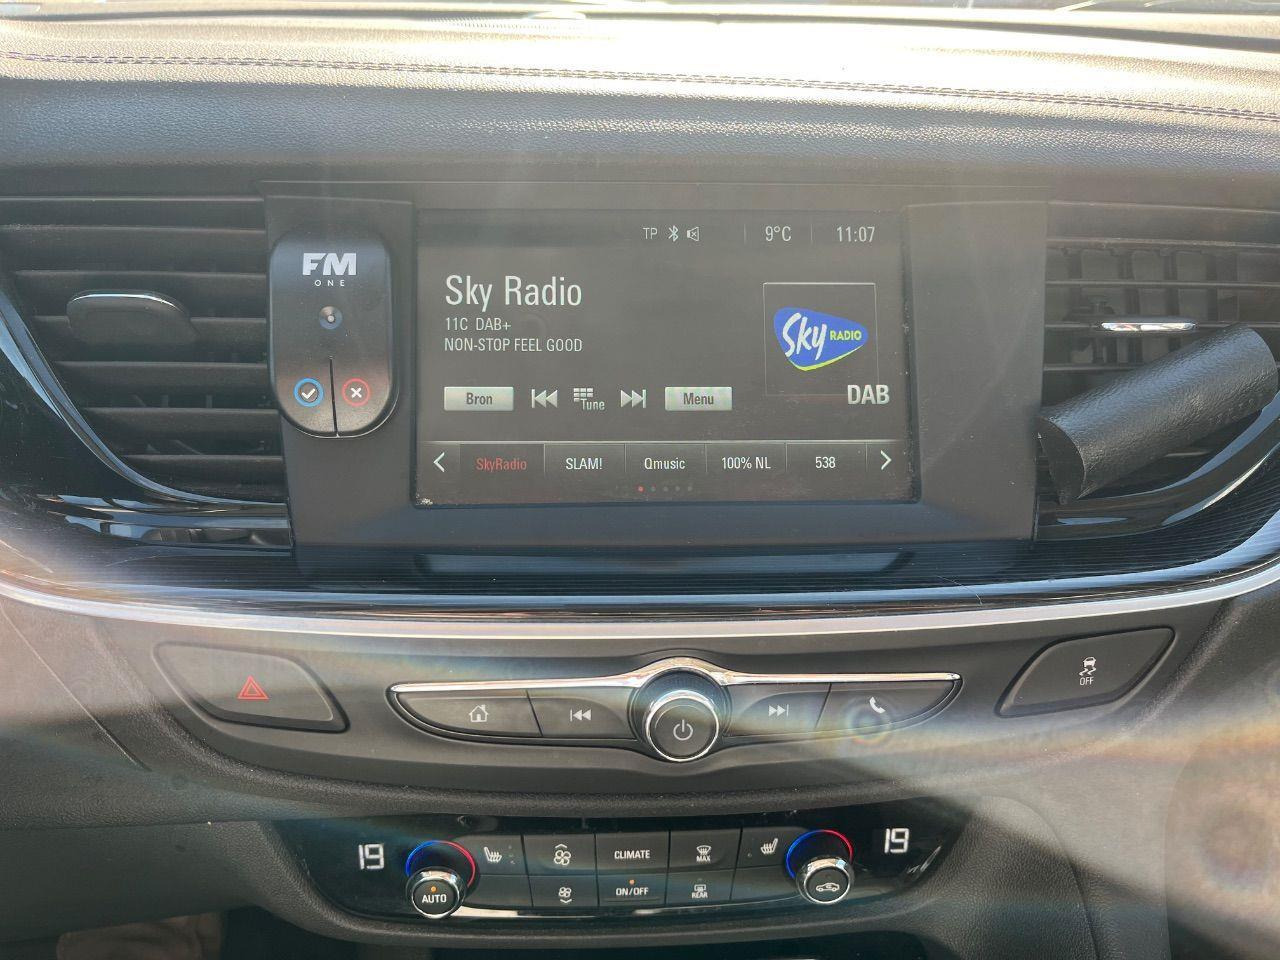 TP
9°C
11:07
FM
ONE
Sky Radio
11C DAB+
NON-STOP FEEL GOOD
Sky RADIO
DAB
Bron
Tune
Menu
SkyRadio
SLAM!
Qmusic
100% NL
538
OFF
19
CLIMATE
MAX
19
AUTO
ON/OFF
REAR